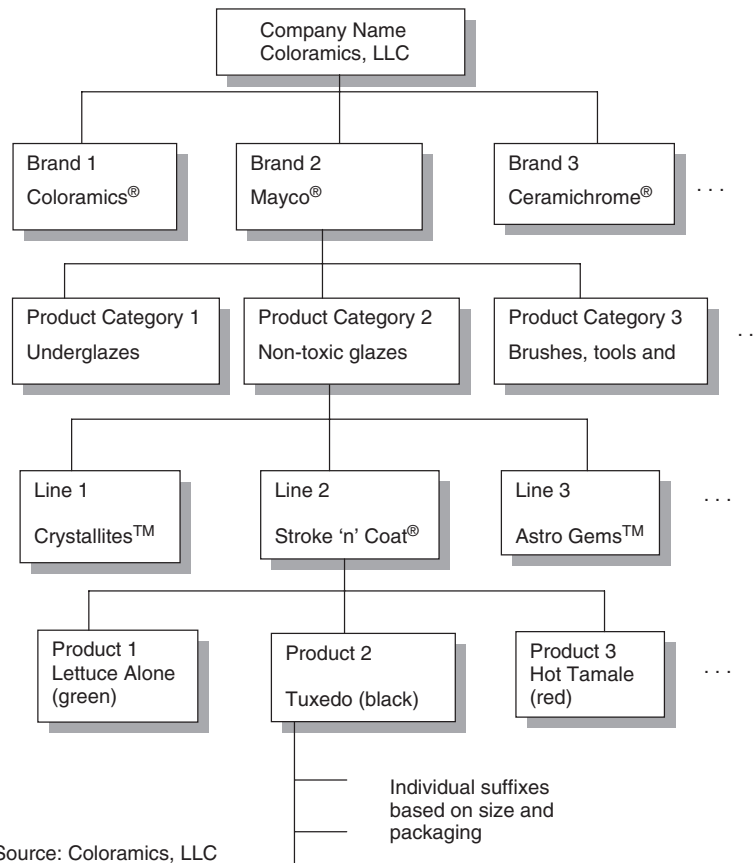 Company Name
Coloramics, LLC
Brand 1
Coloramics®
Brand 2
Mayco®
Brand 3
Ceramichrome®
. . .
Product Category 1
Underglazes
Product Category 2
Non-toxic glazes
Product Category 3
Brushes, tools and
. .
Line 1
Crystallites™
Line 2
Stroke ‘n’ Coat®
Line 3
Astro Gems™
. . .
Product 1
Lettuce Alone
(green)
Product 2
Tuxedo (black)
Product 3
Hot Tamale
(red)
. . .
Individual suffixes
based on size and
packaging
Source: Coloramics, LLC